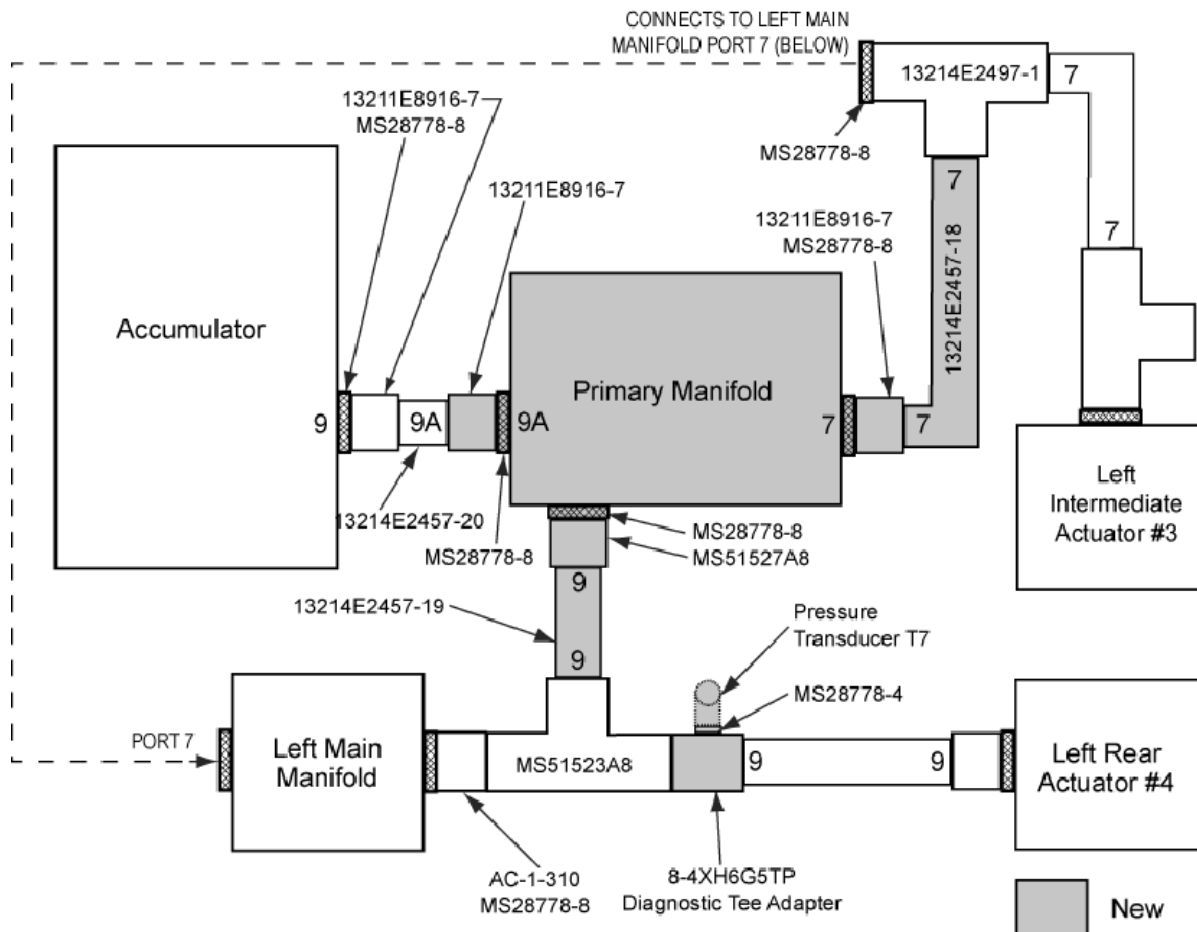 CONNECTS TO LEFT MAIN
MANIFOLD PORT 7 (BELOW)
13214E2497-1
7
13211E8916-7
MS28778-8
MS28778-8
13211E8916-7
7
7
13211E8916-7
MS28778-8
13214E2457-18
Accumulator
Primary Manifold
9
9A
9A
7
7
Left
Intermediate
Actuator #3
13214E2457-20
MS28778-8
MS28778-8
MS51527A8
9
13214E2457-19
9
Pressure
Transducer T7
MS28778-4
PORT 7
Left Main
Manifold
MS51523A8
9
9
Left Rear
Actuator #4
AC-1-310
MS28778-8
8-4XH6G5TP
Diagnostic Tee Adapter
New